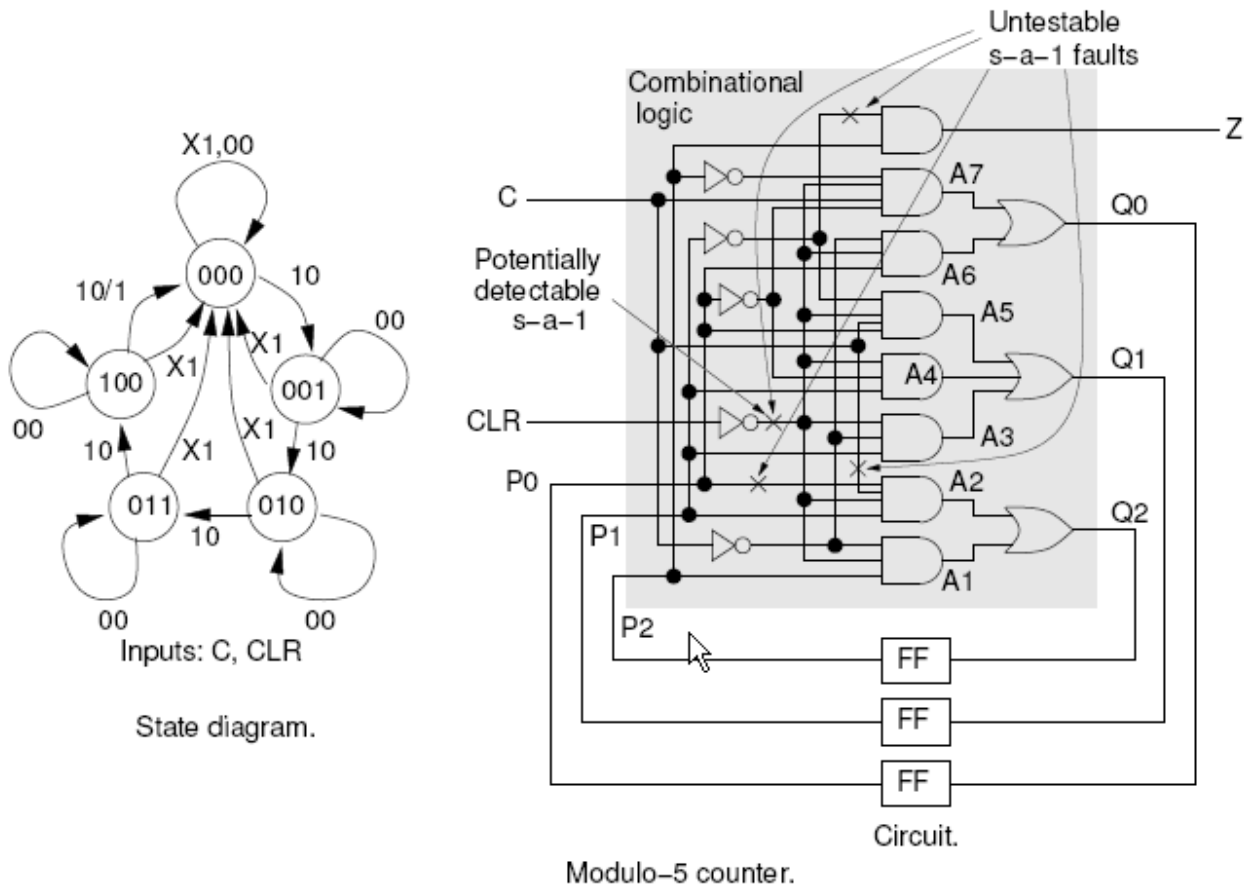 Untestable
s-a-1 faults
Combinational
logic
X1,00
000
10
10/1
X1
X1
00
100
001
00
X1
X1
10
10
011
010
10
00
00
Inputs: C, CLR
State diagram.
Potentially
detectable
s-a-1
C
CLR
P0
P1
P2
A7
A6
A5
A4
A3
A2
A1
Z
Q0
Q1
Q2
FF
FF
FF
Circuit.
Modulo-5 counter.